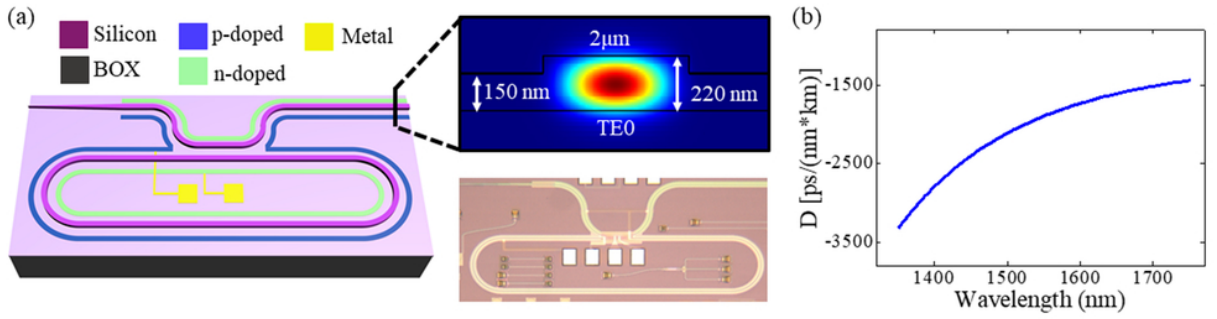 (a)
Silicon
p-doped
Metal
BOX
n-doped
2μm
150 nm
220 nm
TE0
(b)
-1500
-2500
-3500
D [ps/(nm*km)]
1400
1500
1600
1700
Wavelength (nm)